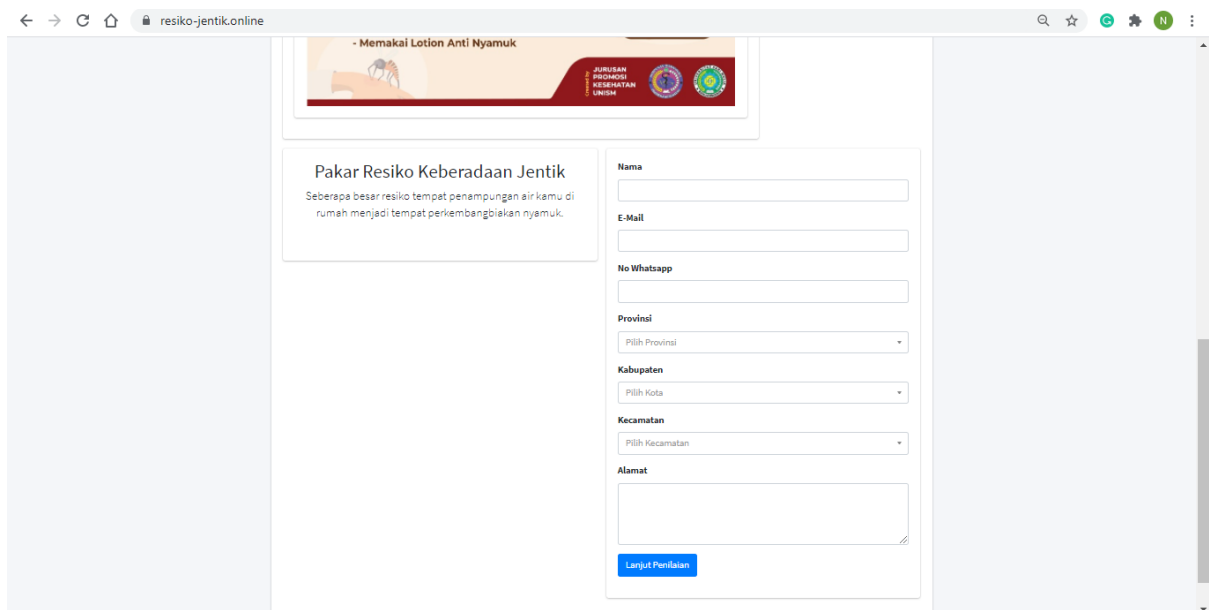 resiko-jentik.online
N
- Memakai Lotion Anti Nyamuk
Created by
JURUSAN
PROMOSI
KESEHATAN
UNISM
Pakar Resiko Keberadaan Jentik
Seberapa besar resiko tempat penampungan air kamu di
rumah menjadi tempat perkembangbiakan nyamuk.
Nama
E-Mail
No Whatsapp
Provinsi
Pilih Provinsi
Kabupaten
Pilih Kota
Kecamatan
Pilih Kecamatan
Alamat
Lanjut Penilaian